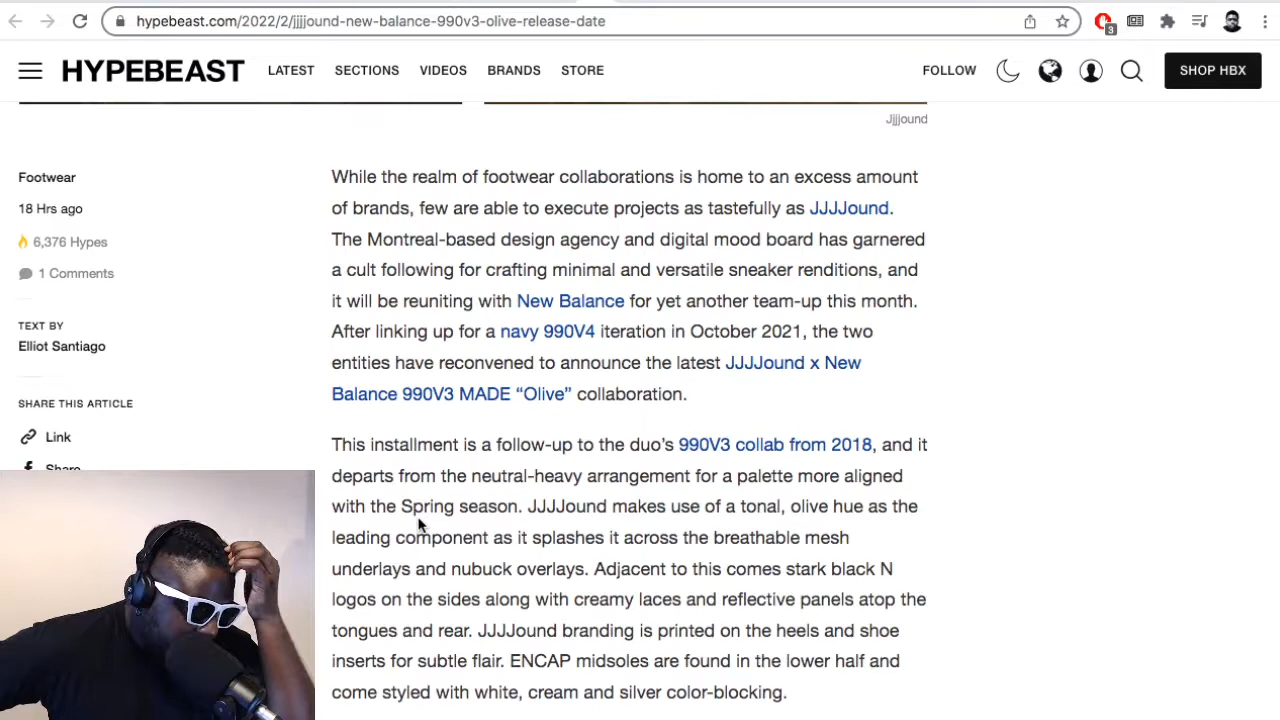 hypebeast.com/2022/2/jjjjound-new-balance-990v3-olive-release-date
3
HYPEBEAST
LATEST
SECTIONS
VIDEOS
BRANDS
STORE
FOLLOW
SHOP HBX
Jjjjound
Footwear
18 Hrs ago
6,376 Hypes
1 Comments
TEXT BY
Elliot Santiago
SHARE THIS ARTICLE
Link
Share
While the realm of footwear collaborations is home to an excess amount
of brands, few are able to execute projects as tastefully as JJJJound.
The Montreal-based design agency and digital mood board has garnered
a cult following for crafting minimal and versatile sneaker renditions, and
it will be reuniting with New Balance for yet another team-up this month.
After linking up for a navy 990V4 iteration in October 2021, the two
entities have reconvened to announce the latest JJJJound x New
Balance 990V3 MADE “Olive” collaboration.
This installment is a follow-up to the duo’s 990V3 collab from 2018, and it
departs from the neutral-heavy arrangement for a palette more aligned
with the Spring season. JJJJound makes use of a tonal, olive hue as the
leading component as it splashes it across the breathable mesh
underlays and nubuck overlays. Adjacent to this comes stark black N
logos on the sides along with creamy laces and reflective panels atop the
tongues and rear. JJJJound branding is printed on the heels and shoe
inserts for subtle flair. ENCAP midsoles are found in the lower half and
come styled with white, cream and silver color-blocking.